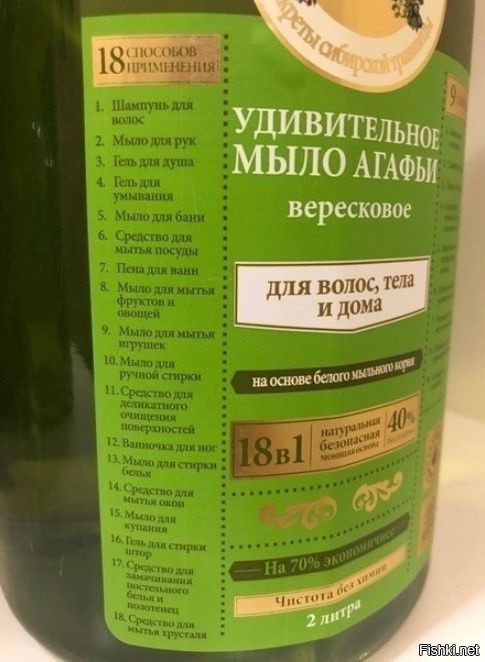 екреты сибирской травницы
18 СПОСОБОВ
ПРИМЕНЕНИЯ
1. Шампунь для
волос
2. Мыло для рук
3. Гель для душа
4. Гель для
умывания
5. Мыло для бани
6. Средство для
мытья посуды
7. Пена для ванн
8. Мыло для мытья
фруктов и
овощей
9. Мыло для мытья
игрушек
10. Мыло для
ручной стирки
11. Средство для
деликатного
очищения
поверхностей
12. Ванночка для ног
13. Мыло для стирки
белья
14. Средство для
мытья окон
15. Мыло для
купания
16. Гель для стирки
штор
17. Средство для
замачивания
постельного
белья и
полотенец
18. Средство для
мытья хрусталя
УДИВИТЕЛЬНОЕ
МЫЛО АГАФЬИ
вересковое
для волос, тела
и дома
на основе белого мыльного корня
18 в 1
натуральная
безопасная
моющая основа
40%
На 70% экономичнее
Чистота без химии
2 литра
9
Fishki.net